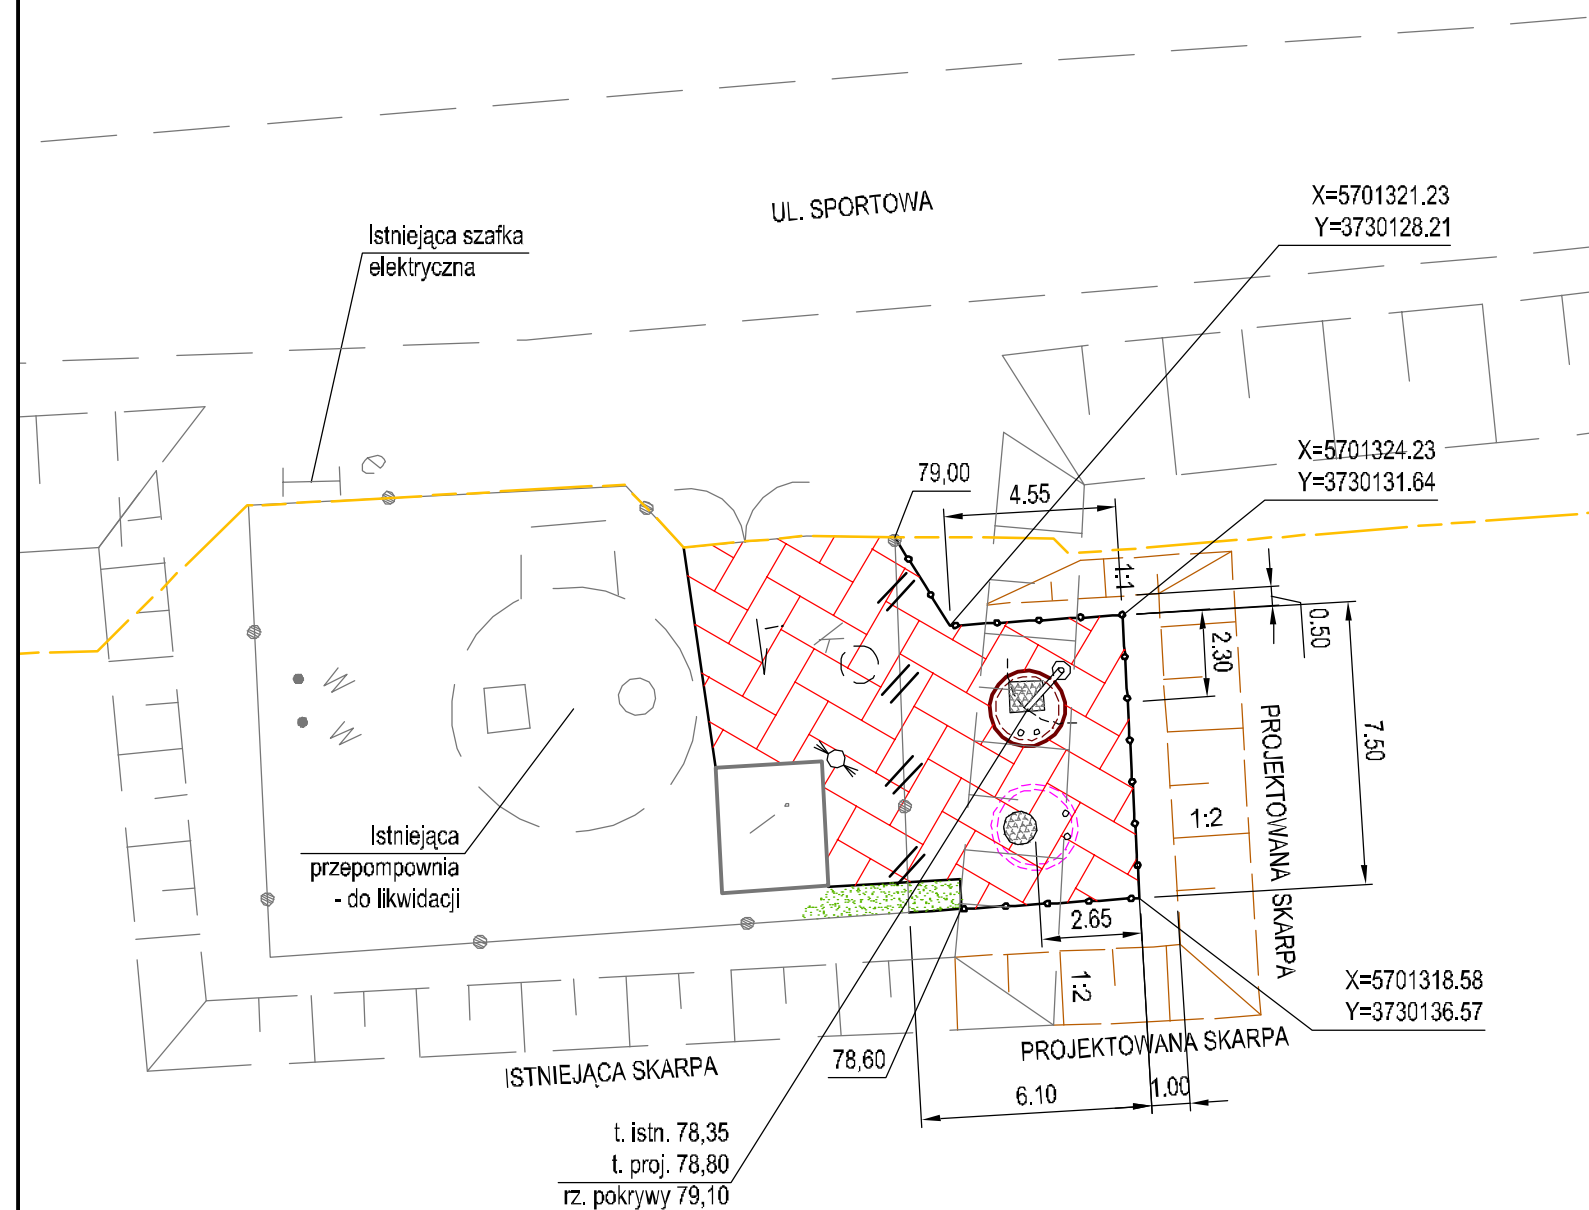 UL. SPORTOWA
X=5701321.23
Y=3730128.21
Istniejąca szafka
elektryczna
X=5701324.23
Y=3730131.64
79,00
4.55
1:1
0.50
2.30
7.50
PROJEKTOWANA SKARPA
1:2
Istniejąca
przepompownia
- do likwidacji
2.65
1:2
X=5701318.58
Y=3730136.57
PROJEKTOWANA SKARPA
ISTNIEJĄCA SKARPA
78,60
6.10
1.00
t. istn. 78,35
t. proj. 78,80
rz. pokrywy 79,10